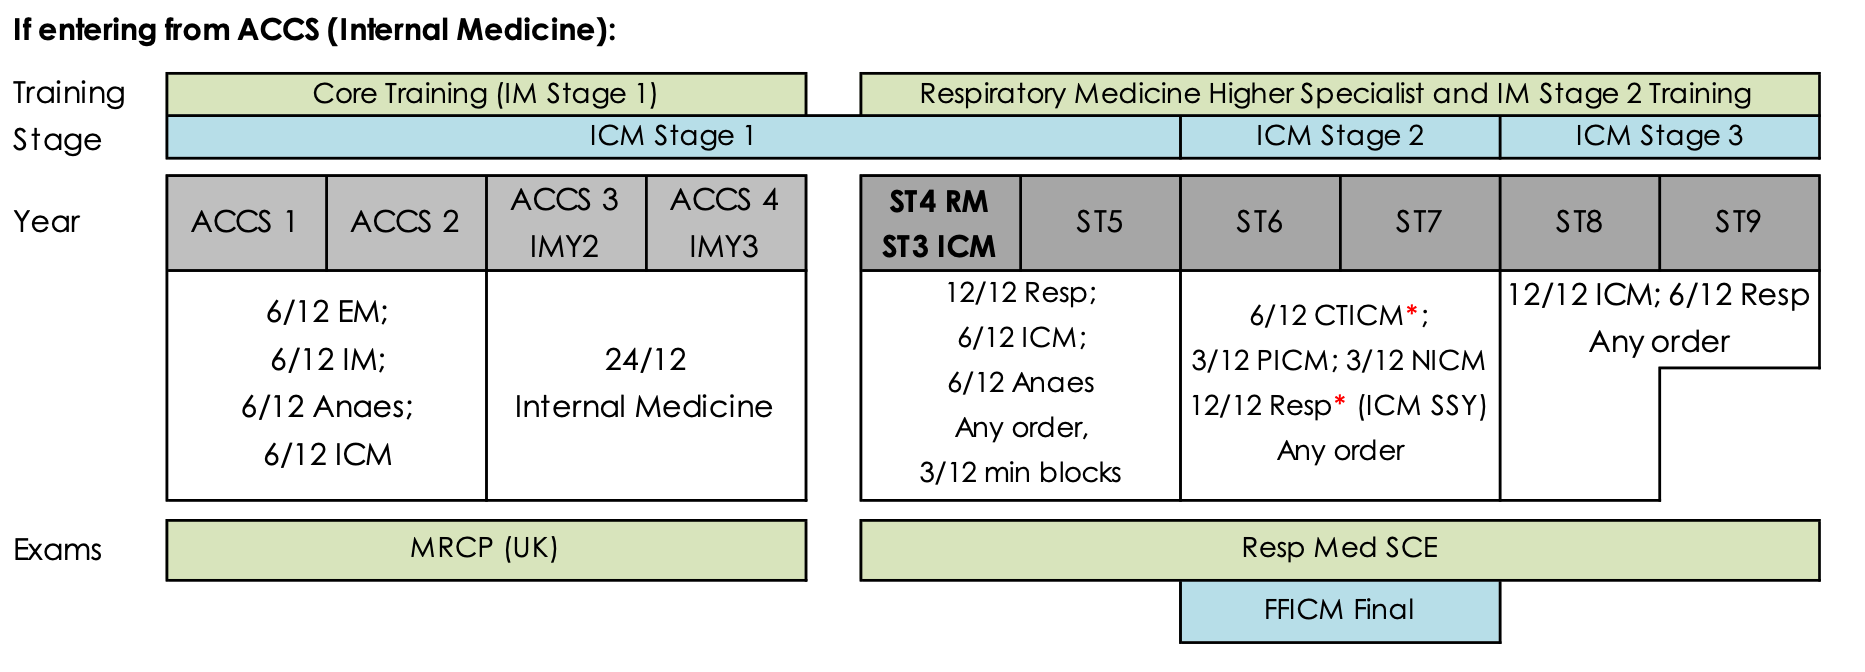 If entering from ACCS (Internal Medicine):
Training
Stage
Core Training (IM Stage 1)
Respiratory Medicine Higher Specialist and IM Stage 2 Training
ICM Stage 1
ICM Stage 2
ICM Stage 3
Year
ACCS 1
ACCS 2
ACCS 3
IMY2
ACCS 4
IMY3
ST4 RM
ST3 ICM
ST5
ST6
ST7
ST8
ST9
6/12 EM;
6/12 IM;
6/12 Anaes;
6/12 ICM
24/12
Internal Medicine
12/12 Resp;
6/12 ICM;
6/12 Anaes
Any order,
3/12 min blocks
6/12 CTICM*;
3/12 PICM; 3/12 NICM
12/12 Resp* (ICM SSY)
Any order
12/12 ICM; 6/12 Resp
Any order
Exams
MRCP (UK)
Resp Med SCE
FFICM Final